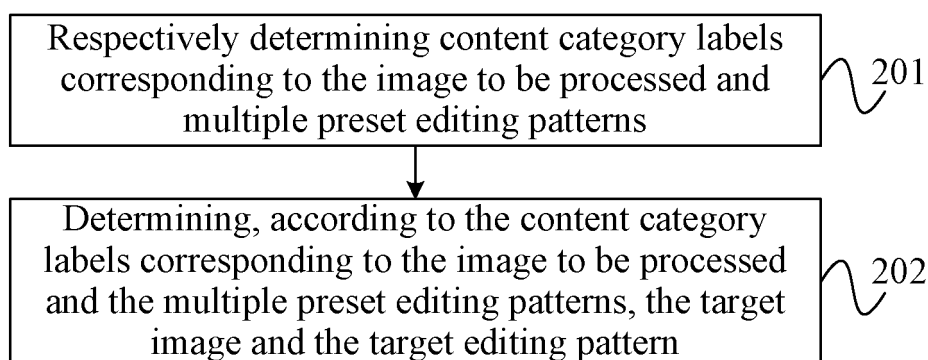 Respectively determining content category labels
corresponding to the image to be processed and
multiple preset editing patterns
201
Determining, according to the content category
labels corresponding to the image to be processed
and the multiple preset editing patterns, the target
image and the target editing pattern
202